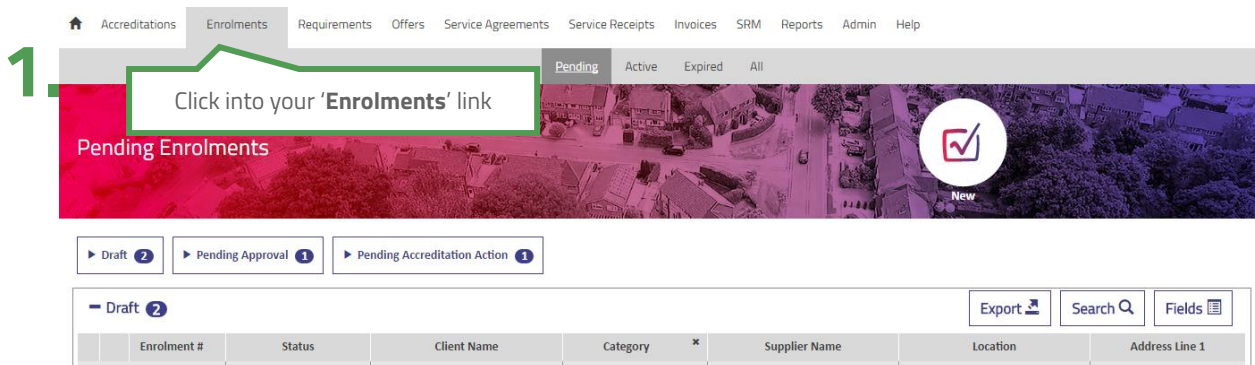 Accreditations Enrolments Requirements Offers Service Agreements Service Receipts Invoices SRM Reports Admin Help
1.
Pending Active Expired All
Click into your ‘Enrolments’ link
Pending Enrolments
New
Draft 2 Pending Approval 1 Pending Accreditation Action 1
Draft 2 Export Search Fields
Enrolment # Status Client Name Category Supplier Name Location Address Line 1